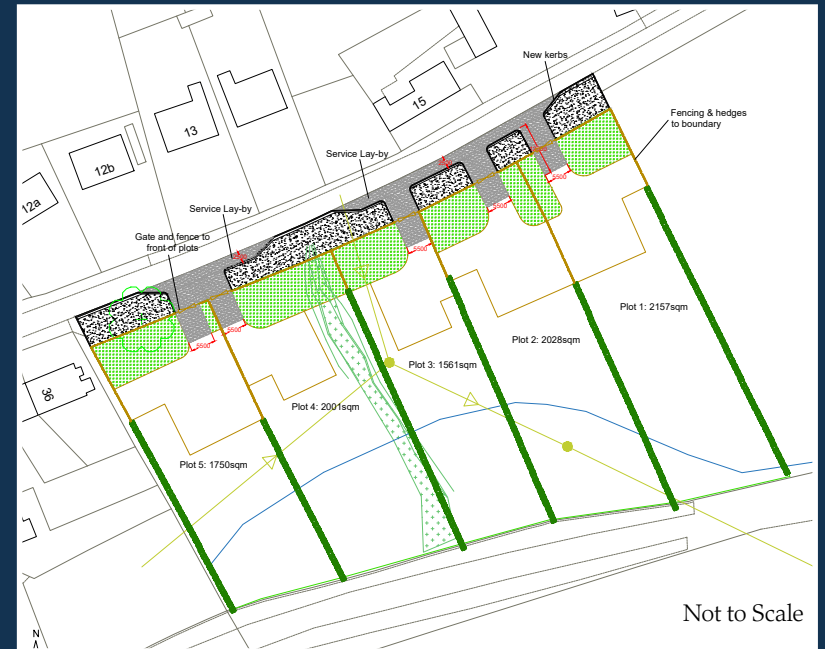 New kerbs
Fencing & hedges
to boundary
15
13
Service Lay-by
12b
12a
Service Lay-by
Gate and fence to
front of plots
5500
5500
5500
5500
5500
36
Plot 1: 2157sqm
Plot 2: 2028sqm
Plot 3: 1561sqm
Plot 4: 2001sqm
Plot 5: 1750sqm
Not to Scale
N